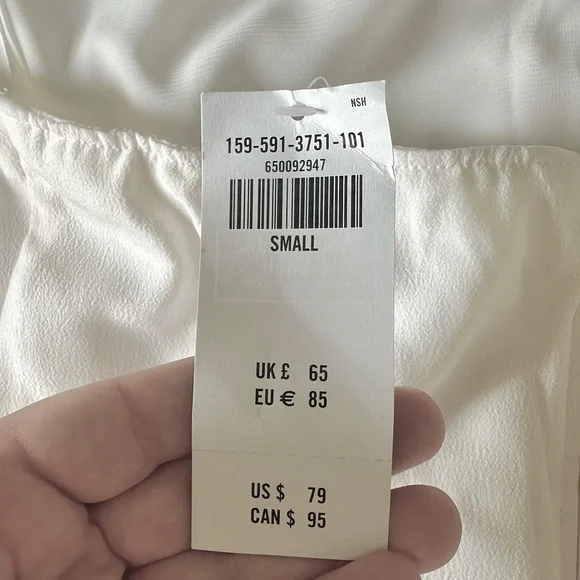 NSH
159-591-3751-101
650092947
SMALL
UK £ 65
EU € 85
US $ 79
CAN $ 95